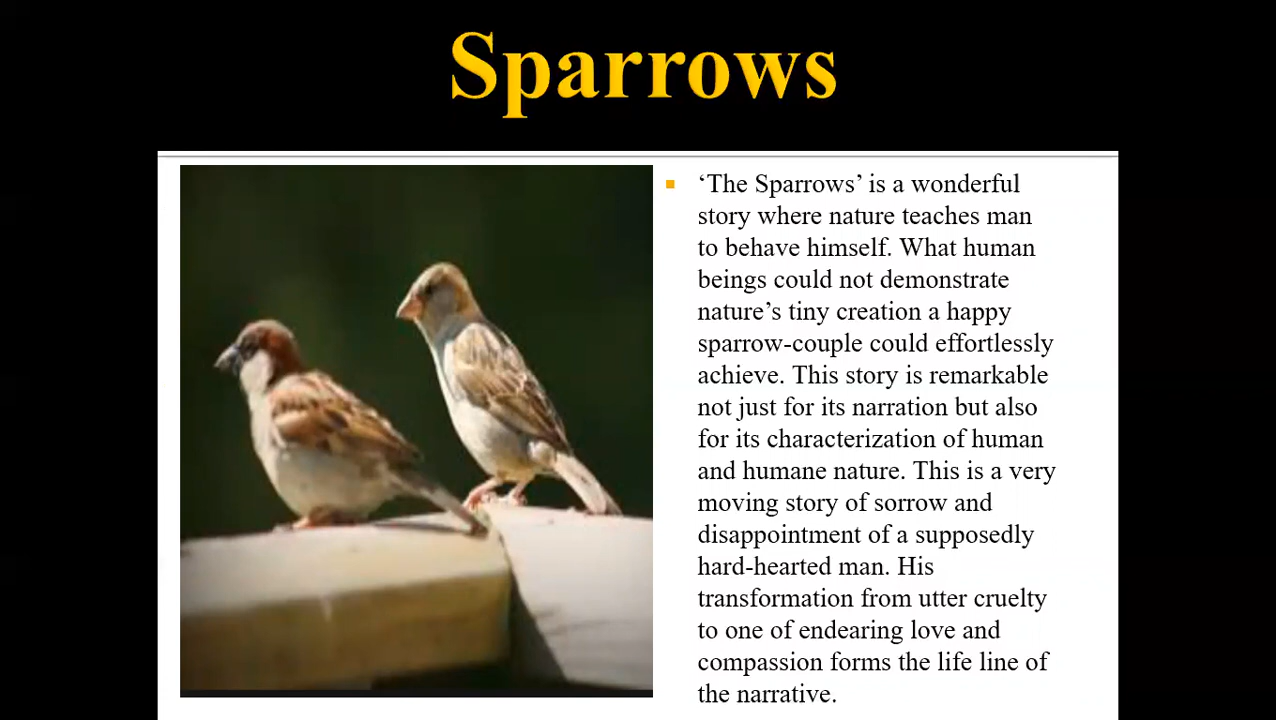 Sparrows
‘The Sparrows’ is a wonderful
story where nature teaches man
to behave himself. What human
beings could not demonstrate
nature’s tiny creation a happy
sparrow-couple could effortlessly
achieve. This story is remarkable
not just for its narration but also
for its characterization of human
and humane nature. This is a very
moving story of sorrow and
disappointment of a supposedly
hard-hearted man. His
transformation from utter cruelty
to one of endearing love and
compassion forms the life line of
the narrative.